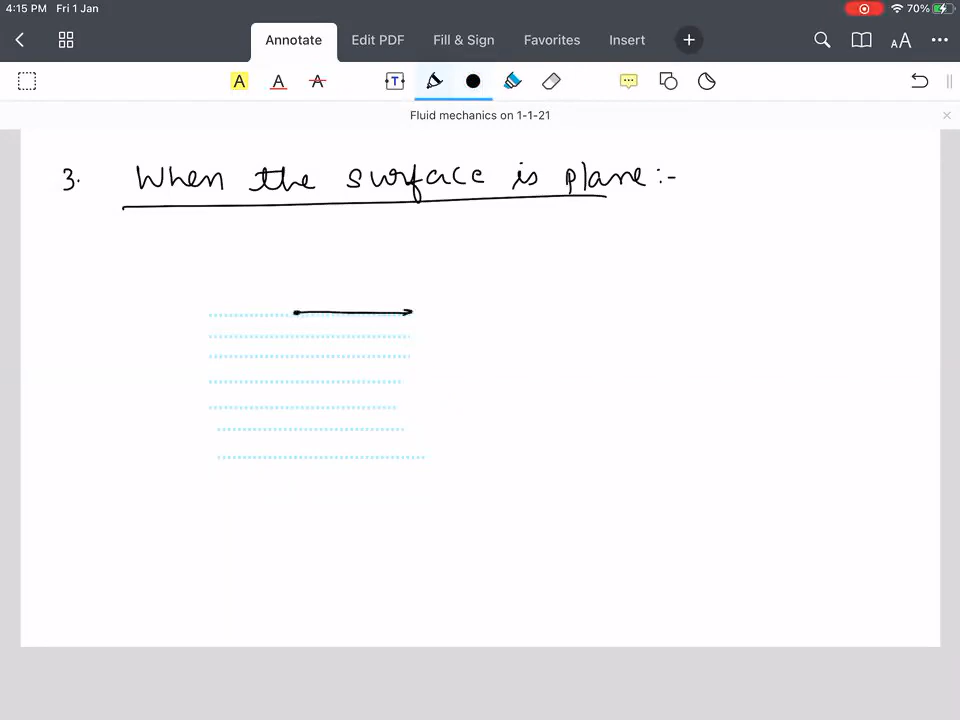 4:15 PM Fri 1 Jan 70%
Annotate Edit PDF Fill & Sign Favorites Insert
AA
A A A T
Fluid mechanics on 1-1-21
3. When the surface is plane:-